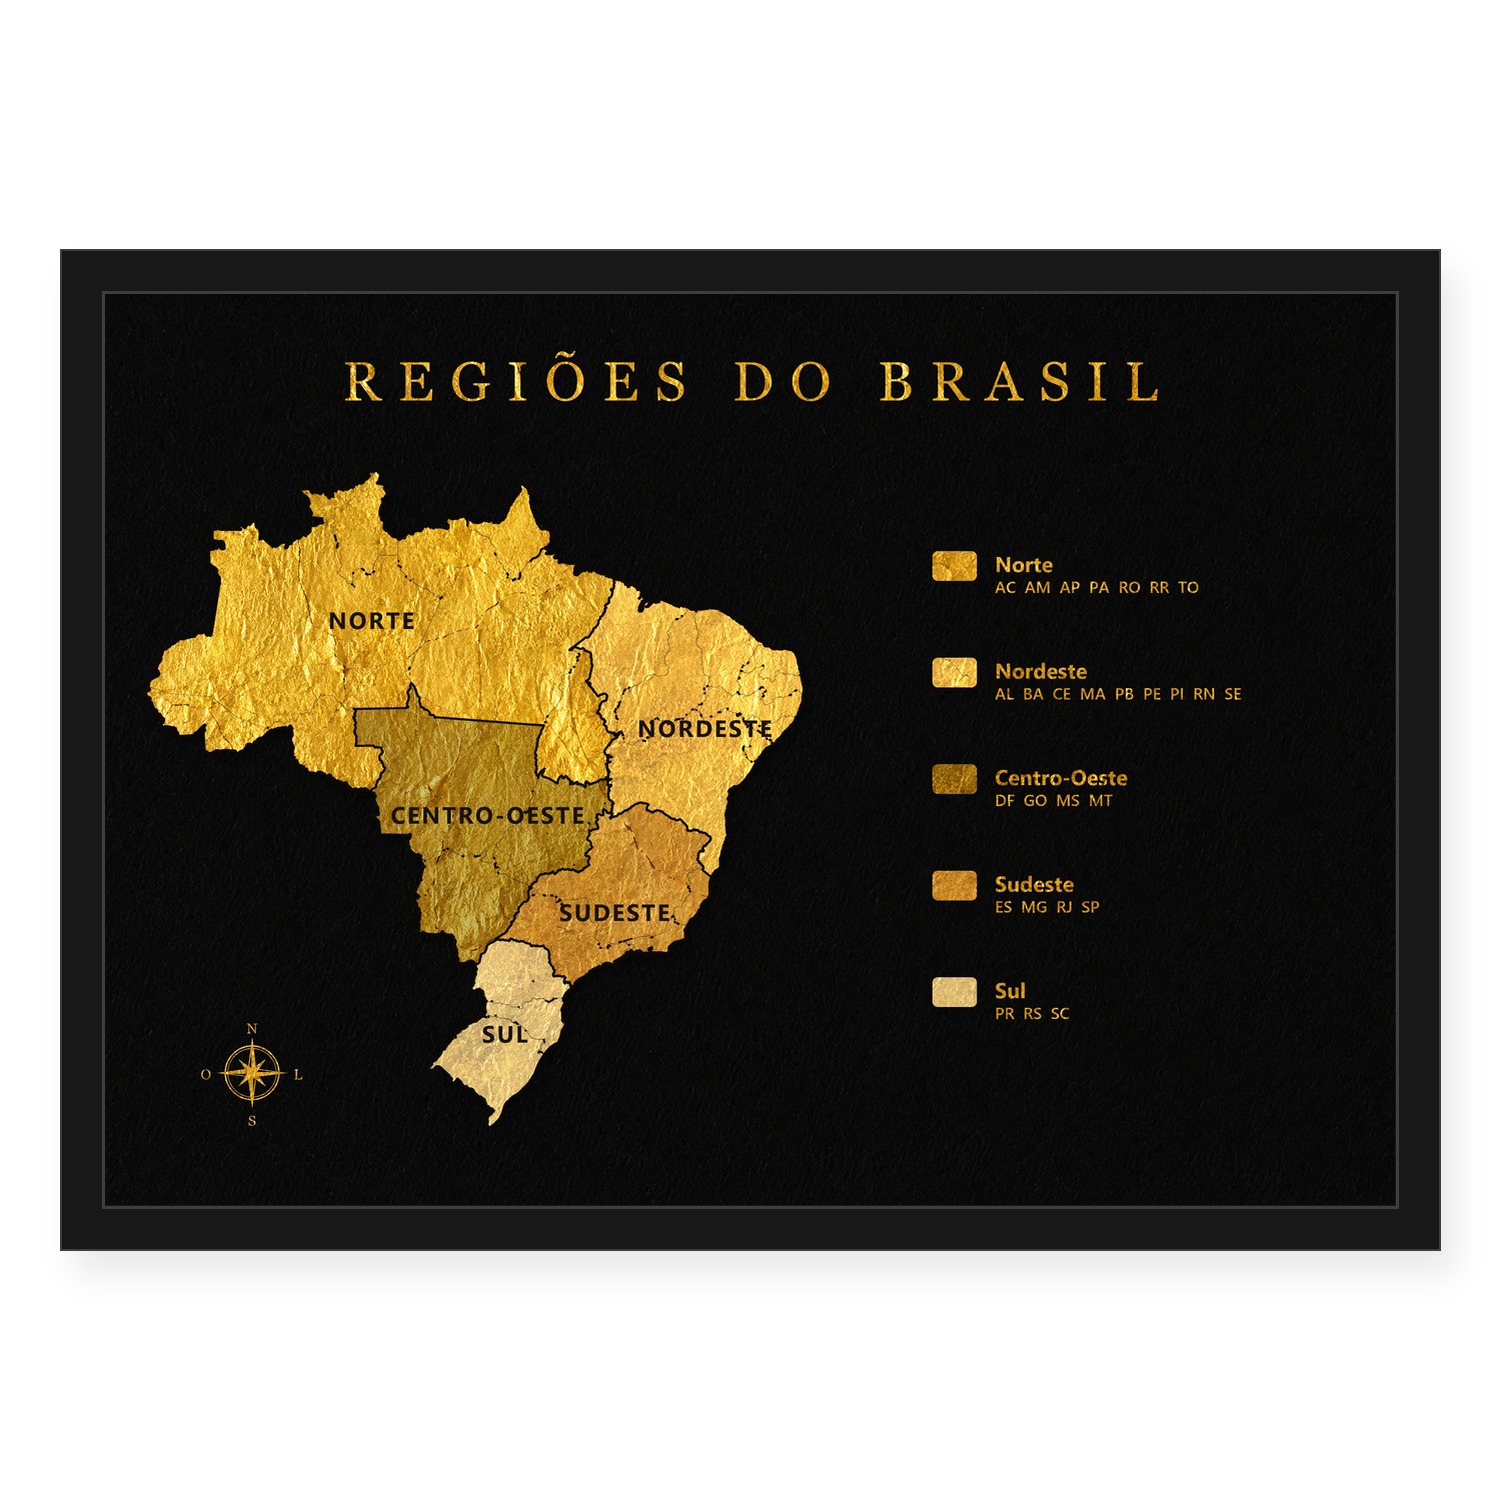 REGIÕES DO BRASIL
NORTE
NORDESTE
CENTRO-OESTE
SUDESTE
SUL
N
O L
S
Norte
AC AM AP PA RO RR TO
Nordeste
AL BA CE MA PB PE PI RN SE
Centro-Oeste
DF GO MS MT
Sudeste
ES MG RJ SP
Sul
PR RS SC